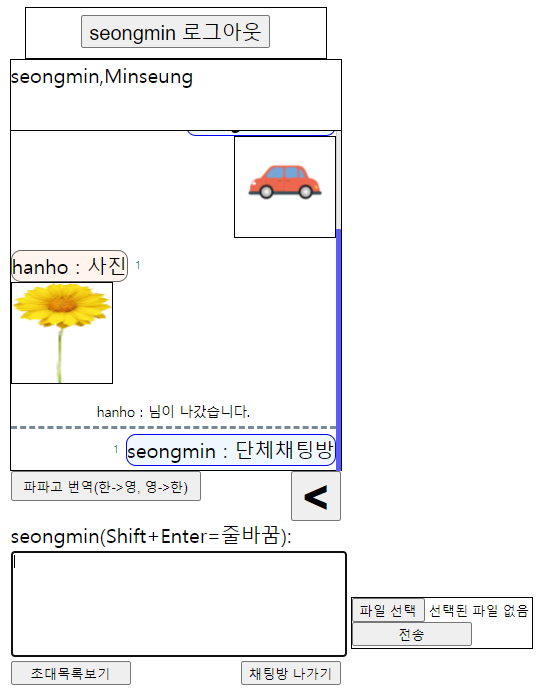 seongmin 로그아웃
seongmin,Minseung
hanho : 사진 1
hanho : 님이 나갔습니다.
1 seongmin : 단체채팅방
파파고 번역(한->영, 영->한)
<
seongmin(Shift+Enter=줄바꿈):
파일 선택 선택된 파일 없음
전송
초대목록보기
채팅방 나가기